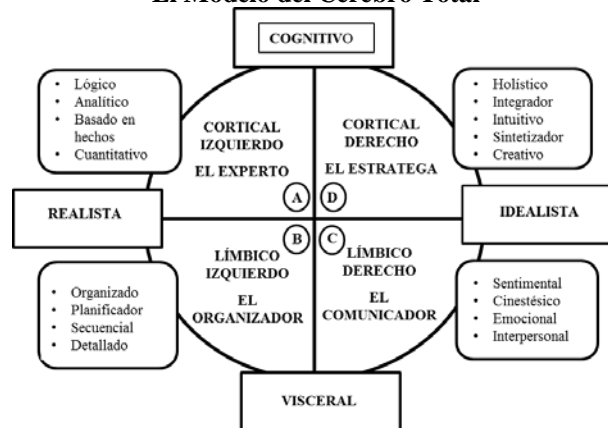 El Modelo del Cerebro Total
COGNITIVO
• Lógico
• Analítico
• Basado en
hechos
• Cuantitativo
CORTICAL
IZQUIERDO
EL EXPERTO
A
CORTICAL
DERECHO
EL ESTRATEGA
D
• Holístico
• Integrador
• Intuitivo
• Sintetizador
• Creativo
REALISTA
IDEALISTA
• Organizado
• Planificador
• Secuencial
• Detallado
B
LÍMBICO
IZQUIERDO
EL
ORGANIZADOR
C
LÍMBICO
DERECHO
EL
COMUNICADOR
• Sentimental
• Cinestésico
• Emocional
• Interpersonal
VISCERAL